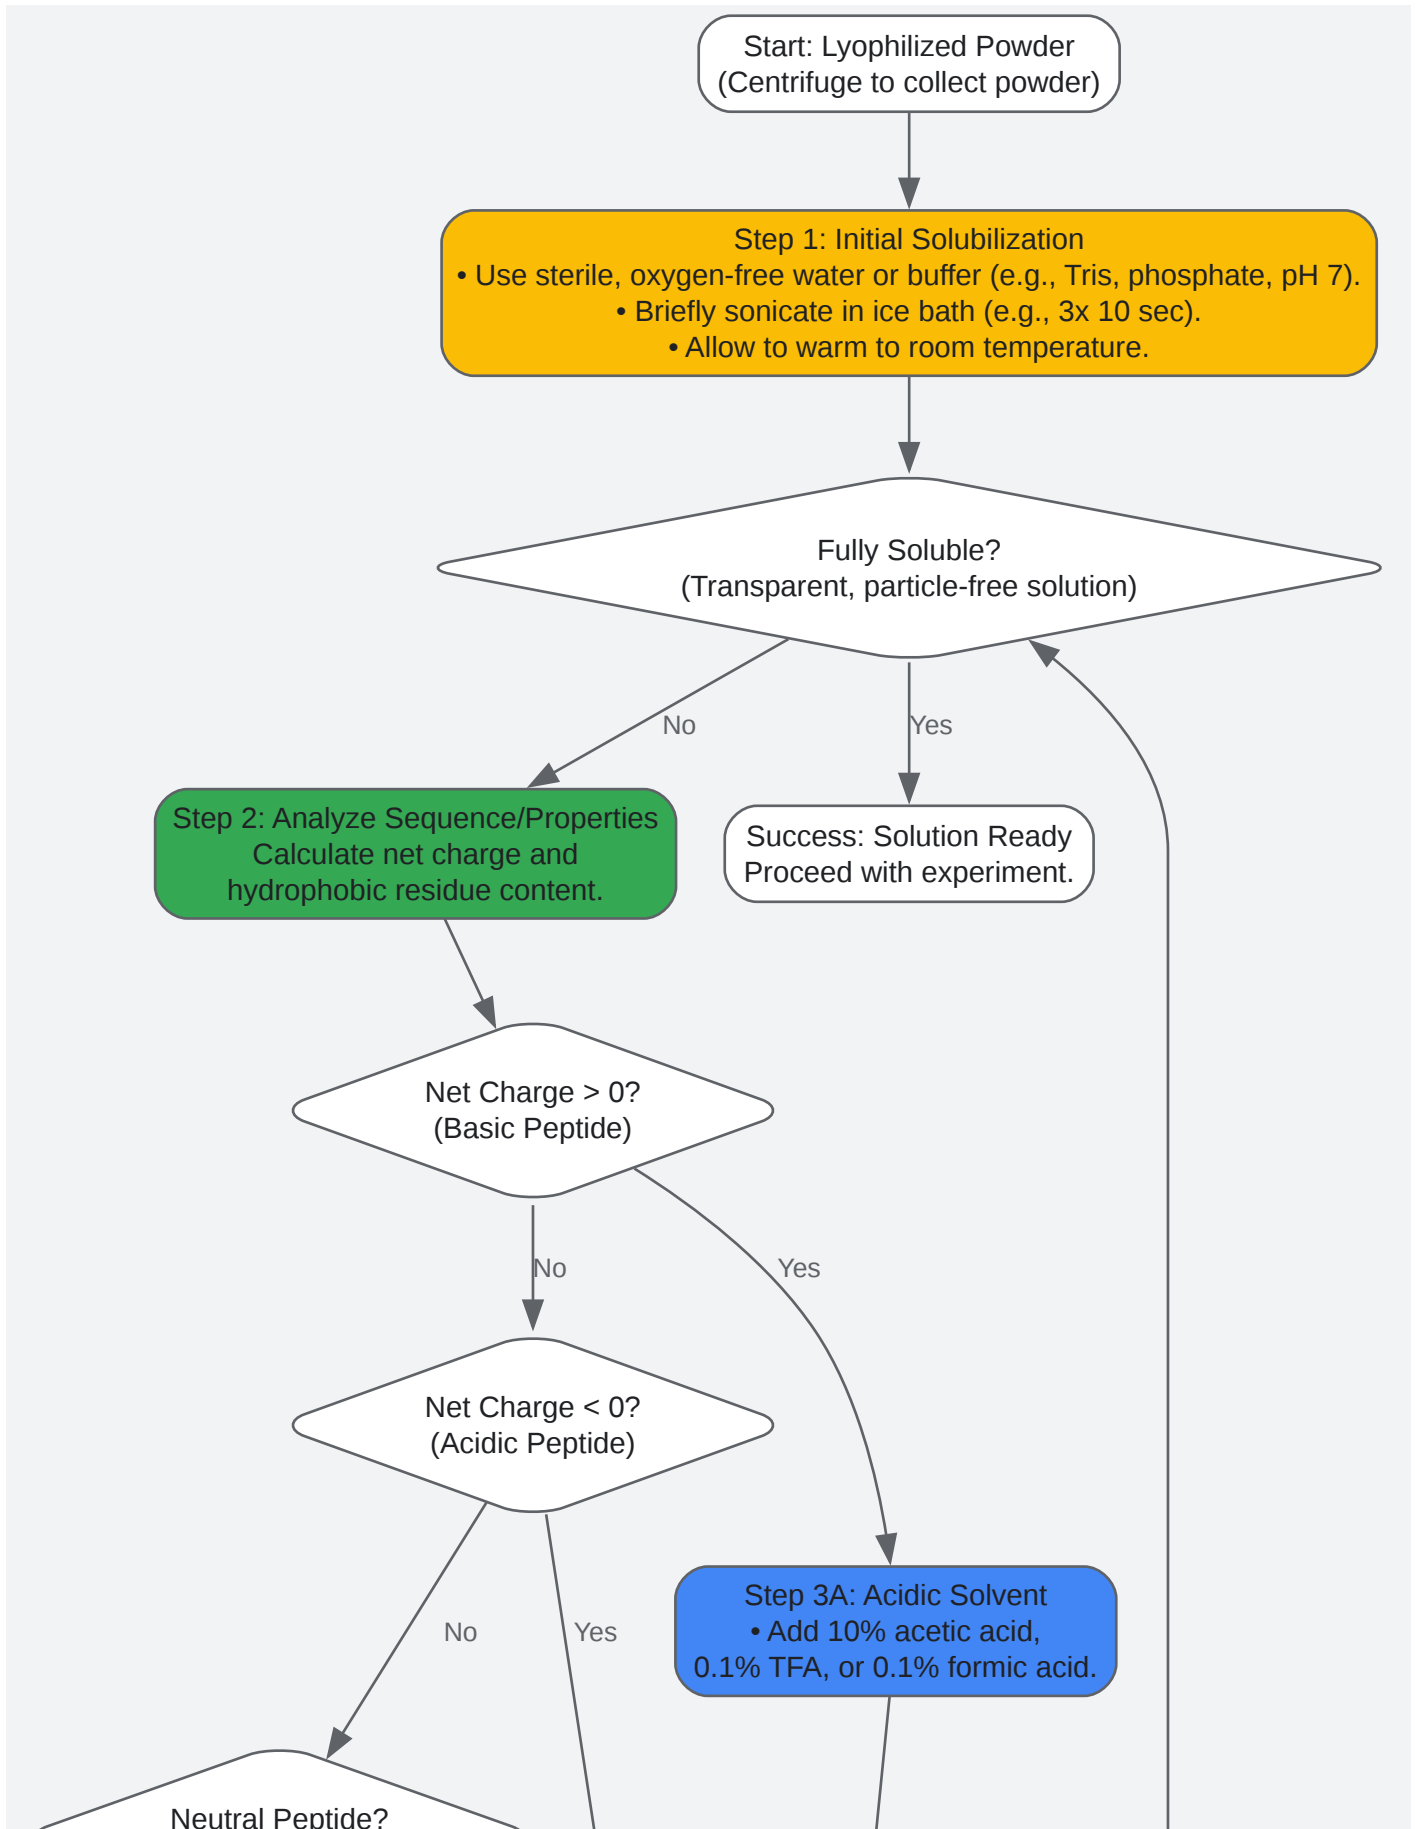 Start: Lyophilized Powder
(Centrifuge to collect powder)
Step 1: Initial Solubilization
• Use sterile, oxygen-free water or buffer (e.g., Tris, phosphate, pH 7).
• Briefly sonicate in ice bath (e.g., 3x 10 sec).
• Allow to warm to room temperature.
Fully Soluble?
(Transparent, particle-free solution)
No
Yes
Step 2: Analyze Sequence/Properties
Calculate net charge and
hydrophobic residue content.
Success: Solution Ready
Proceed with experiment.
Net Charge > 0?
(Basic Peptide)
No
Yes
Net Charge < 0?
(Acidic Peptide)
No
Yes
Step 3A: Acidic Solvent
• Add 10% acetic acid,
0.1% TFA, or 0.1% formic acid.
Neutral Peptide?